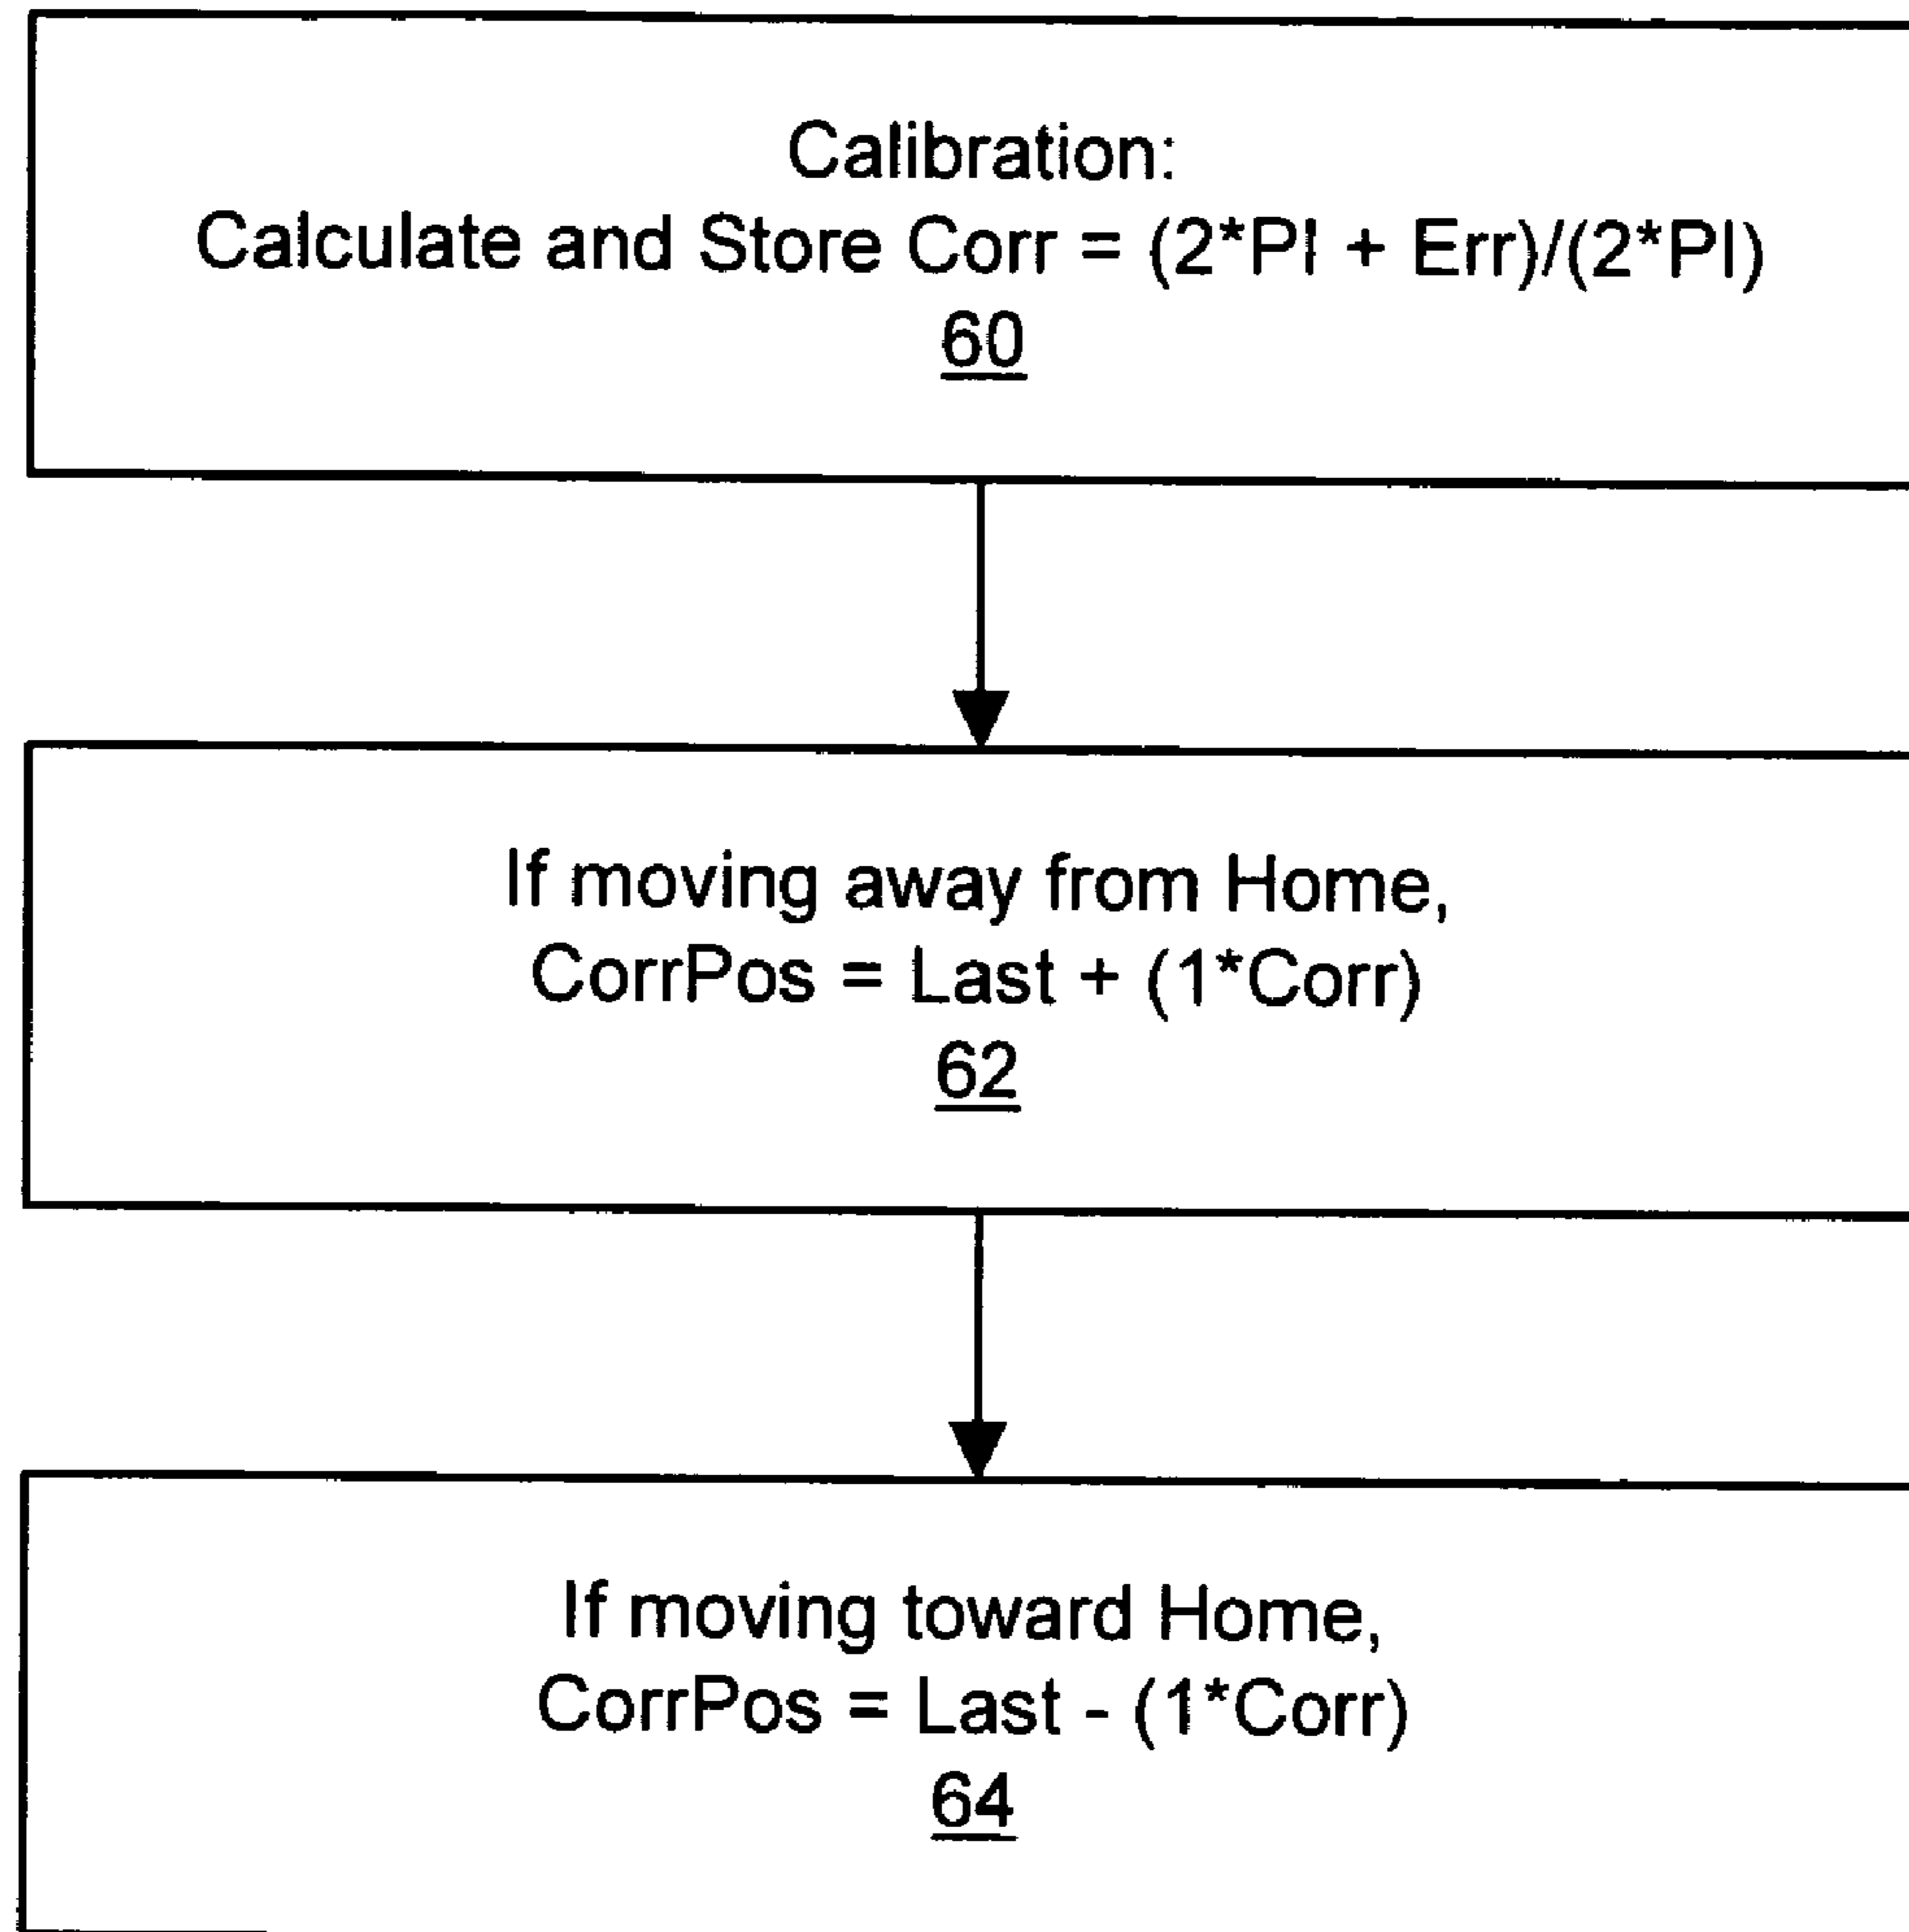 Calibration:
Calculate and Store Corr = (2*PI + Err)/(2*PI)
60
If moving away from Home,
CorrPos = Last + (1*Corr)
62
If moving toward Home,
CorrPos = Last - (1*Corr)
64